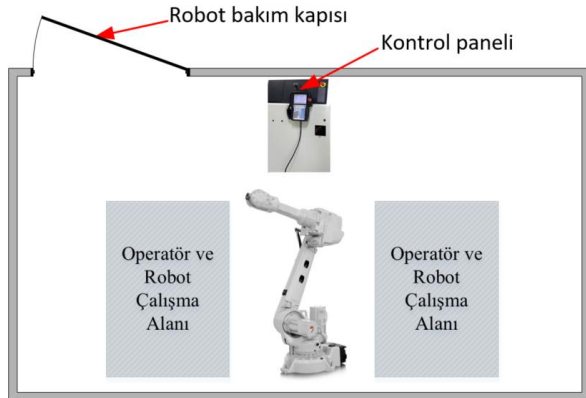 Robot bakım kapısı
Kontrol paneli
Operatör ve
Robot
Çalışma
Alanı
Operatör ve
Robot
Çalışma
Alanı